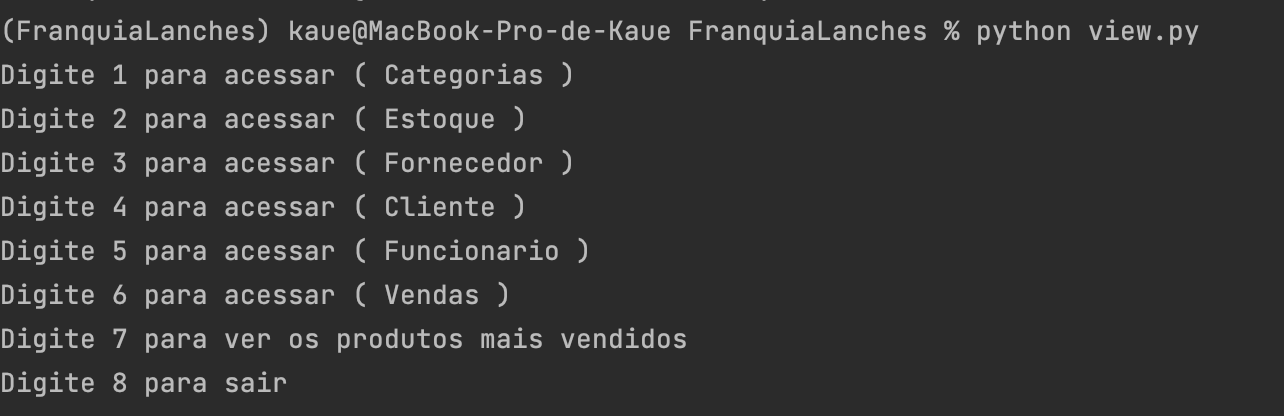 (FranquiaLanches) kaue@MacBook-Pro-de-Kaue FranquiaLanches % python view.py
Digite 1 para acessar ( Categorias )
Digite 2 para acessar ( Estoque )
Digite 3 para acessar ( Fornecedor )
Digite 4 para acessar ( Cliente )
Digite 5 para acessar ( Funcionario )
Digite 6 para acessar ( Vendas )
Digite 7 para ver os produtos mais vendidos
Digite 8 para sair